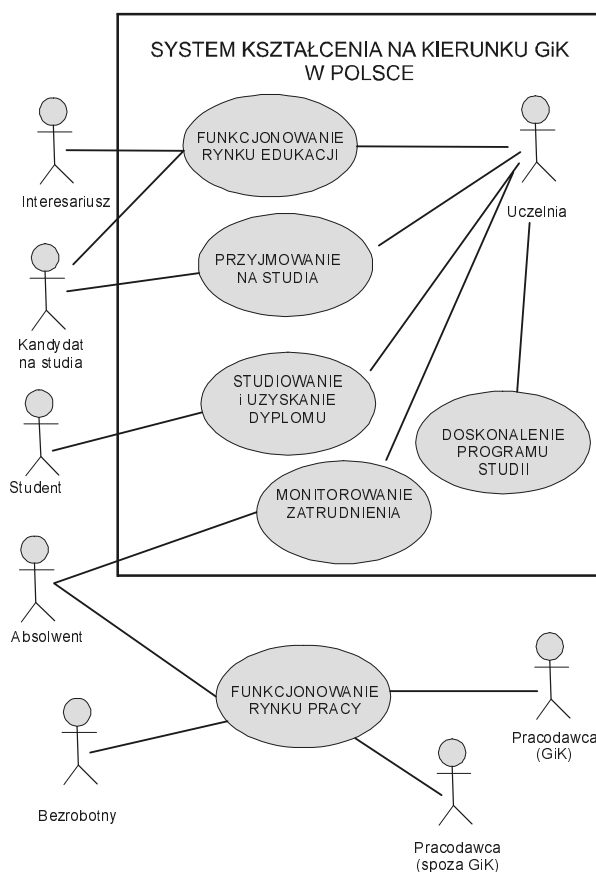 SYSTEM KSZTAŁCENIA NA KIERUNKU GiK
W POLSCE
FUNKCJONOWANIE
RYNKU EDUKACJI
Interesariusz
Uczelnia
PRZYJMOWANIE
NA STUDIA
Kandydat
na studia
STUDIOWANIE
i UZYSKANIE
DYPLOMU
DOSKONALENIE
PROGRAMU
STUDII
Student
MONITOROWANIE
ZATRUDNIENIA
Absolwent
FUNKCJONOWANIE
RYNKU PRACY
Pracodawca
(GiK)
Bezrobotny
Pracodawca
(spoza GiK)